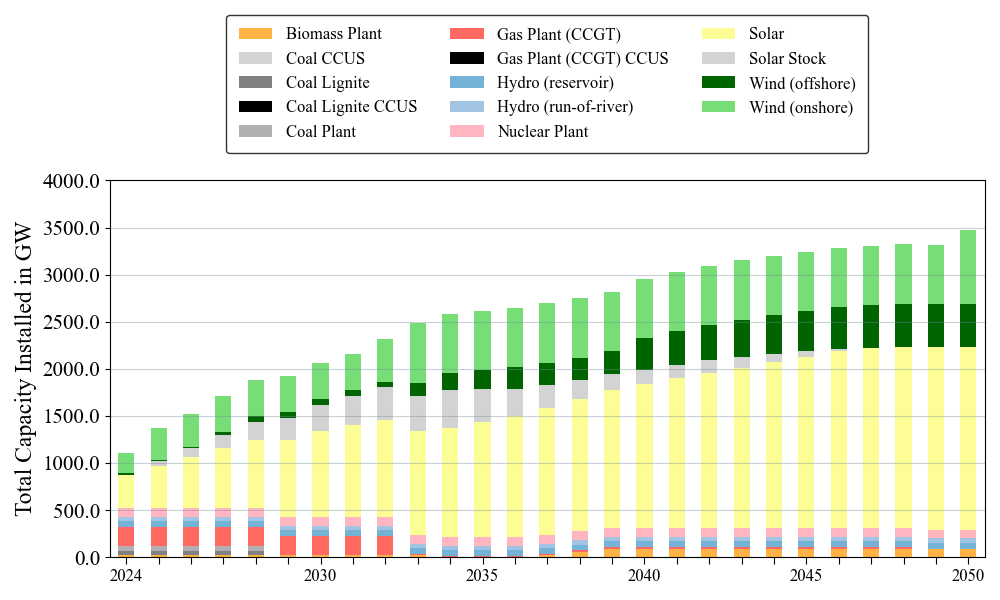 Biomass Plant
Coal CCUS
Coal Lignite
Coal Lignite CCUS
Coal Plant
Gas Plant (CCGT)
Gas Plant (CCGT) CCUS
Hydro (reservoir)
Hydro (run-of-river)
Nuclear Plant
Solar
Solar Stock
Wind (offshore)
Wind (onshore)
Total Capacity Installed in GW
4000.0
3500.0
3000.0
2500.0
2000.0
1500.0
1000.0
500.0
0.0
2024
2030
2035
2040
2045
2050